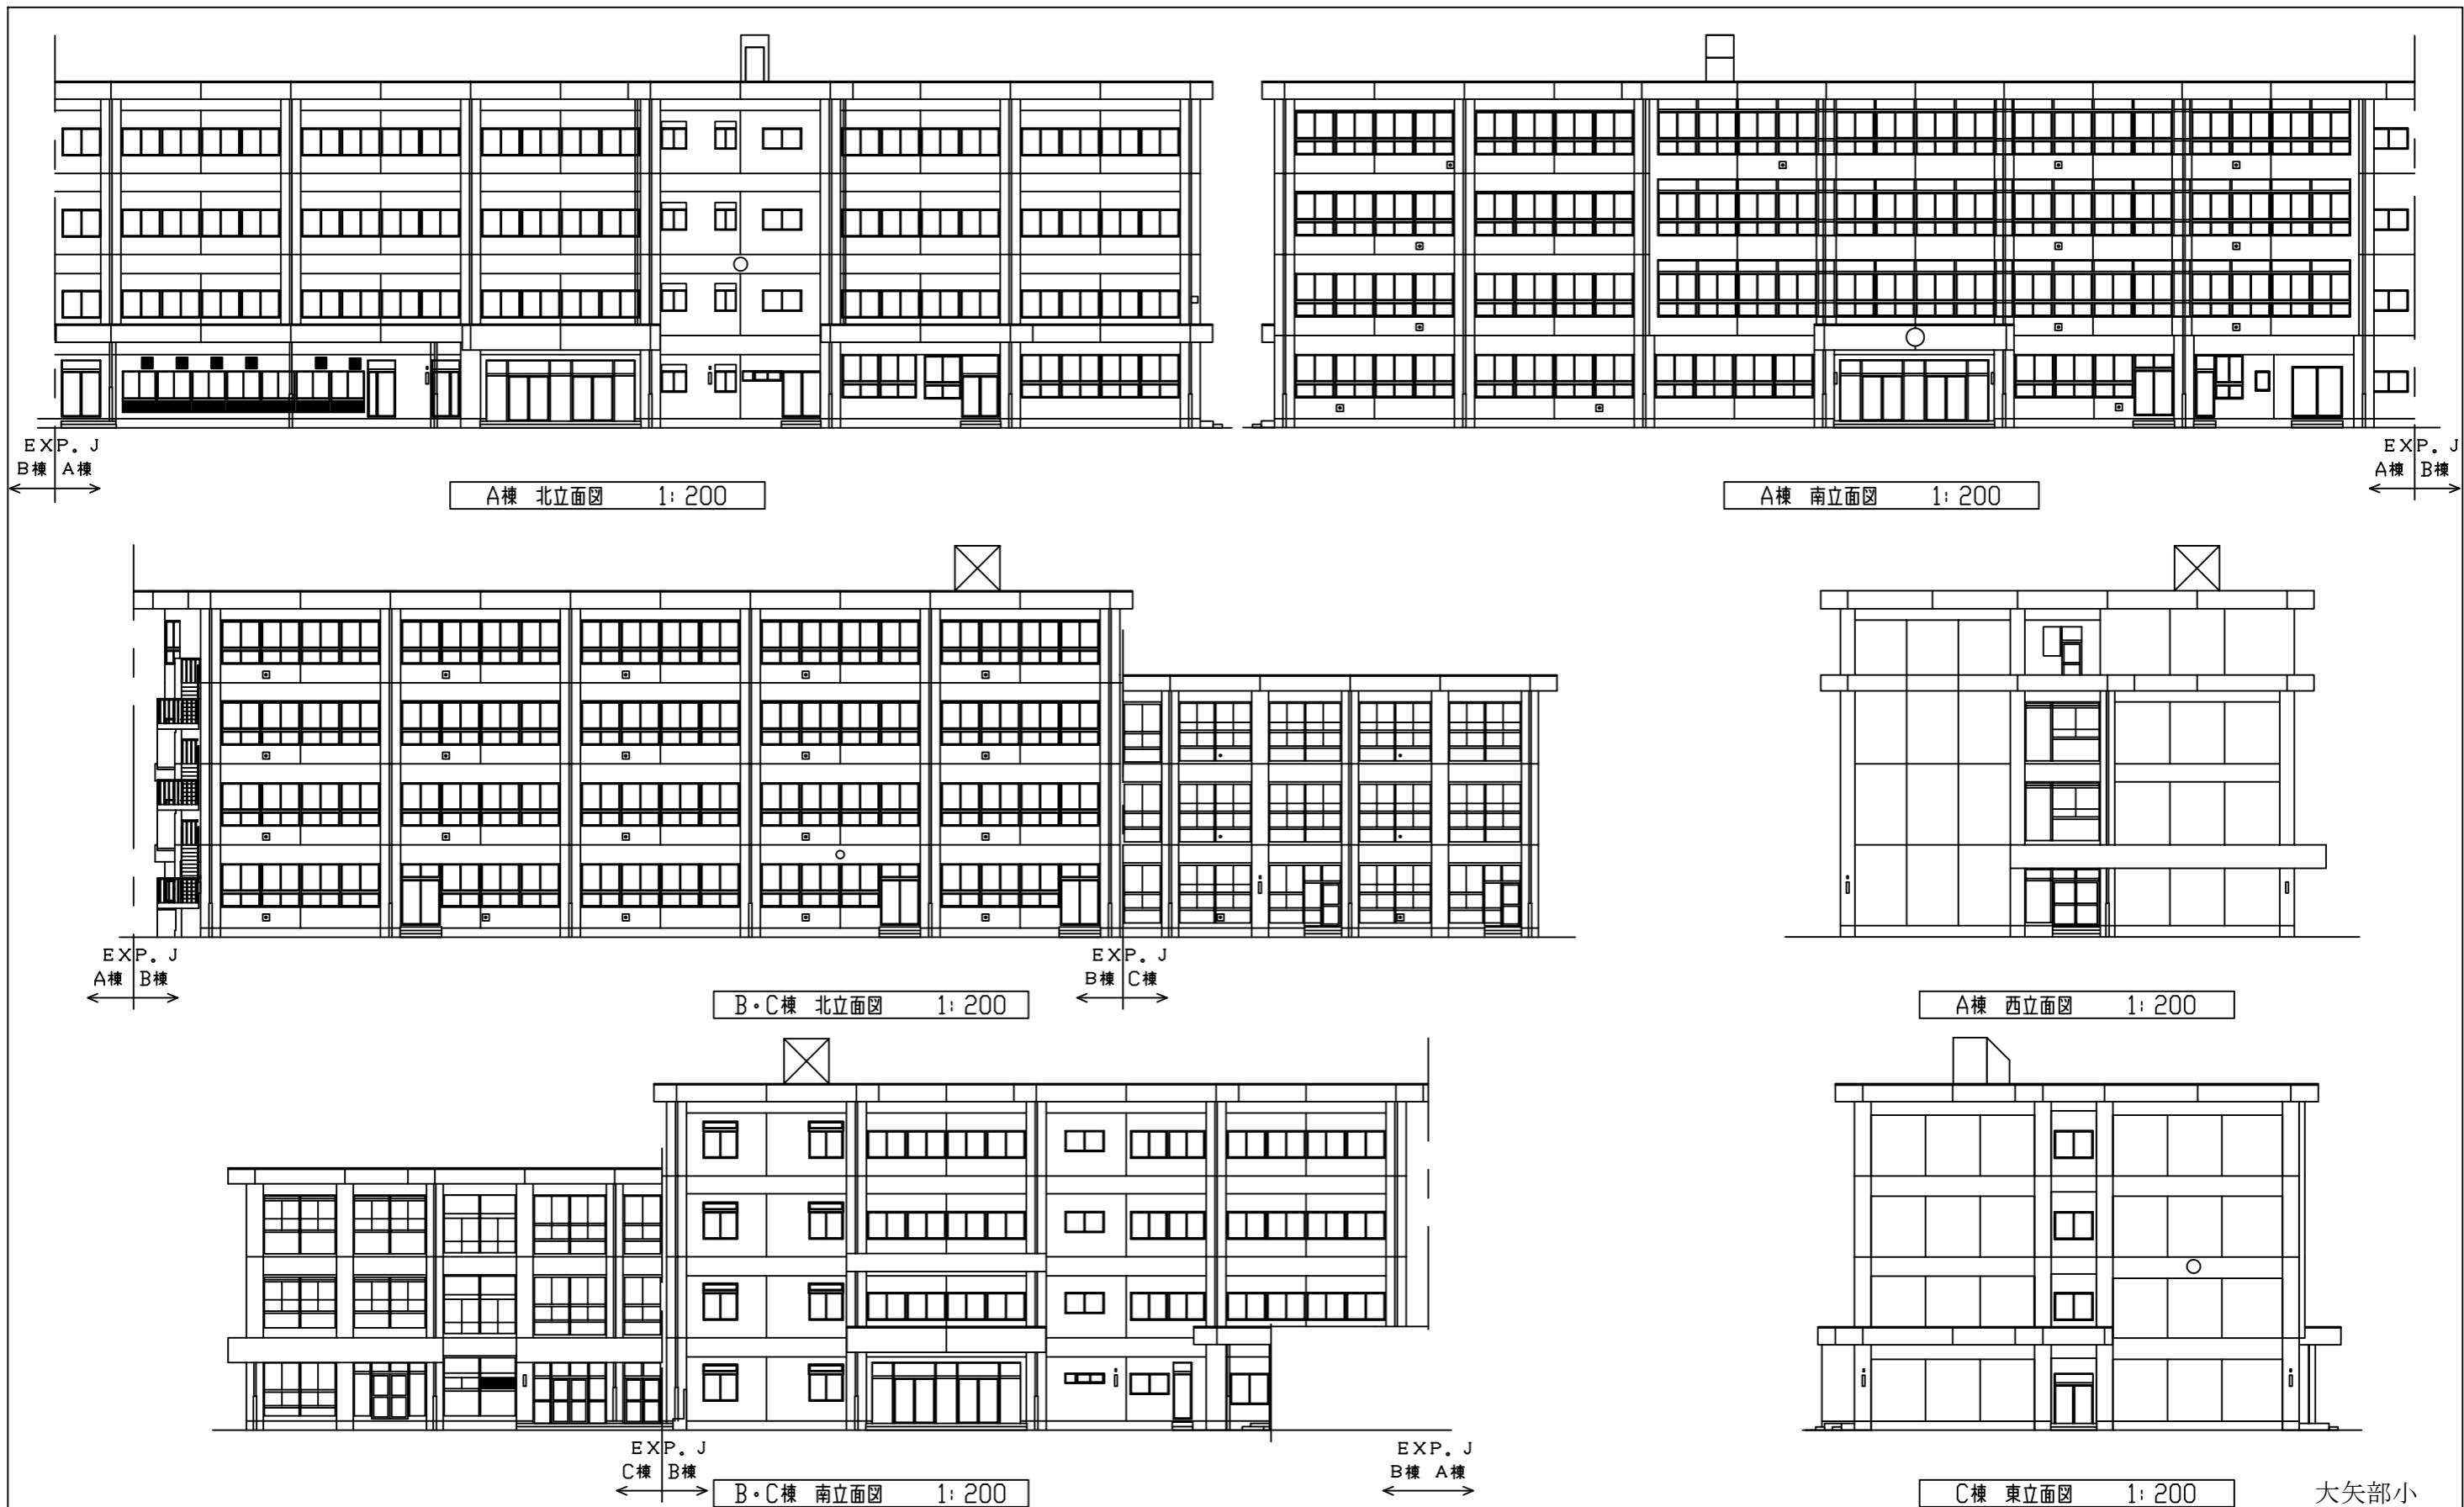 EXP. J
B棟 A棟
A棟 北立面図 1:200
EXP. J
A棟 B棟
A棟 南立面図 1:200
EXP. J
A棟 B棟
EXP. J
B棟 C棟
B・C棟 北立面図 1:200
A棟 西立面図 1:200
EXP. J
C棟 B棟
EXP. J
B棟 A棟
B・C棟 南立面図 1:200
C棟 東立面図 1:200
大矢部小